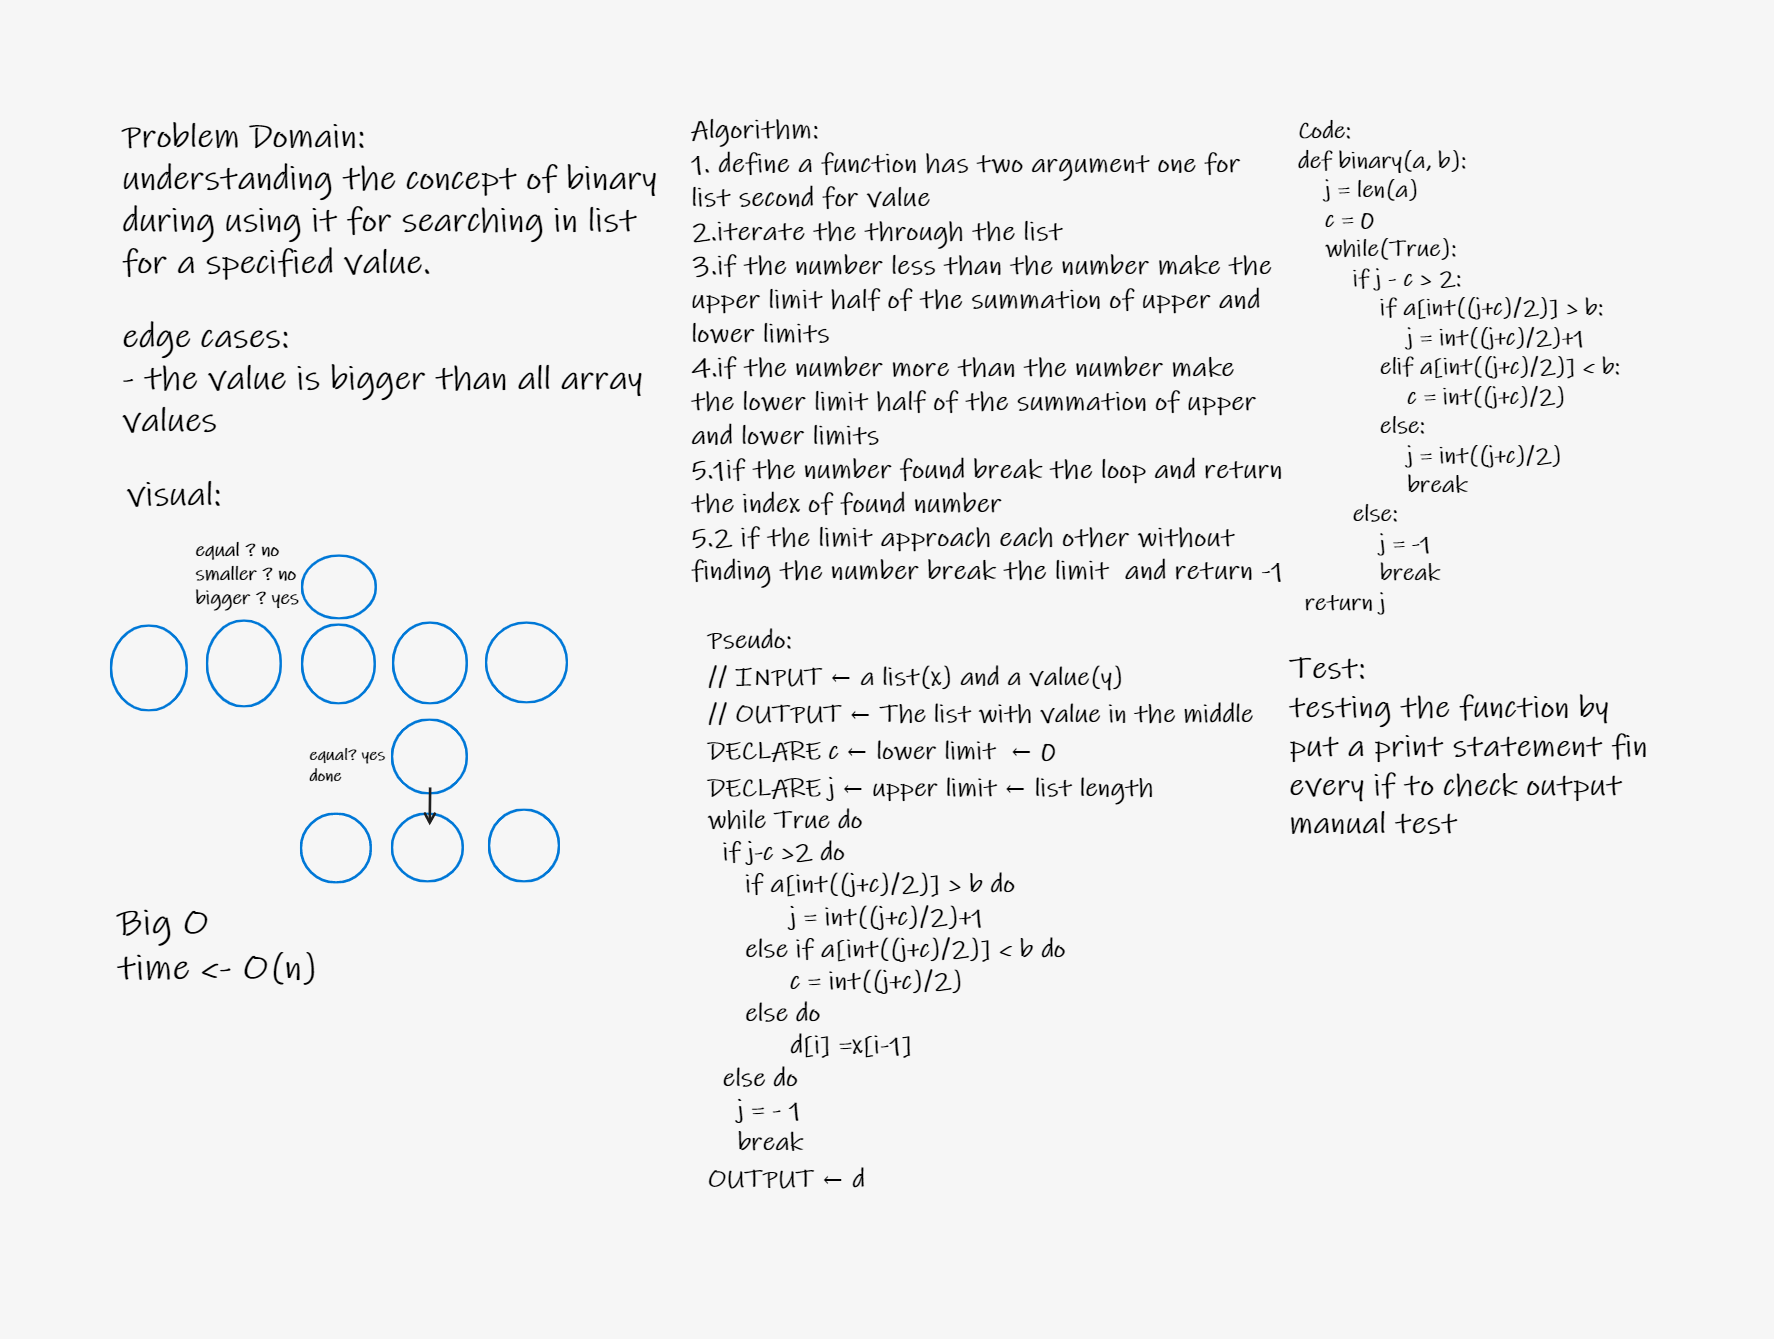 Problem Domain:
understanding the concept of binary
during using it for searching in list
for a specified value.
edge cases:
- the value is bigger than all array
values
visual:
equal ? no
smaller ? no
bigger ? yes
equal? yes
done
Big O
time <- O(n)
Algorithm:
1. define a function has two argument one for
list second for value
2.iterate the through the list
3.if the number less than the number make the
upper limit half of the summation of upper and
lower limits
4.if the number more than the number make
the lower limit half of the summation of upper
and lower limits
5.1if the number found break the loop and return
the index of found number
5.2 if the limit approach each other without
finding the number break the limit and return -1
Pseudo:
// INPUT ← a list(x) and a value(y)
// OUTPUT ← The list with value in the middle
DECLARE c ← lower limit ← 0
DECLARE j ← upper limit ← list length
while True do
if j-c >2 do
if a[int((j+c)/2)] > b do
j = int((j+c)/2)+1
else if a[int((j+c)/2)] < b do
c = int((j+c)/2)
else do
d[i] =x[i-1]
else do
j = - 1
break
OUTPUT ← d
Code:
def binary(a, b):
j = len(a)
c = 0
while(True):
if j - c > 2:
if a[int((j+c)/2)] > b:
j = int((j+c)/2)+1
elif a[int((j+c)/2)] < b:
c = int((j+c)/2)
else:
j = int((j+c)/2)
break
else:
j = -1
break
return j
Test:
testing the function by
put a print statement fin
every if to check output
manual test